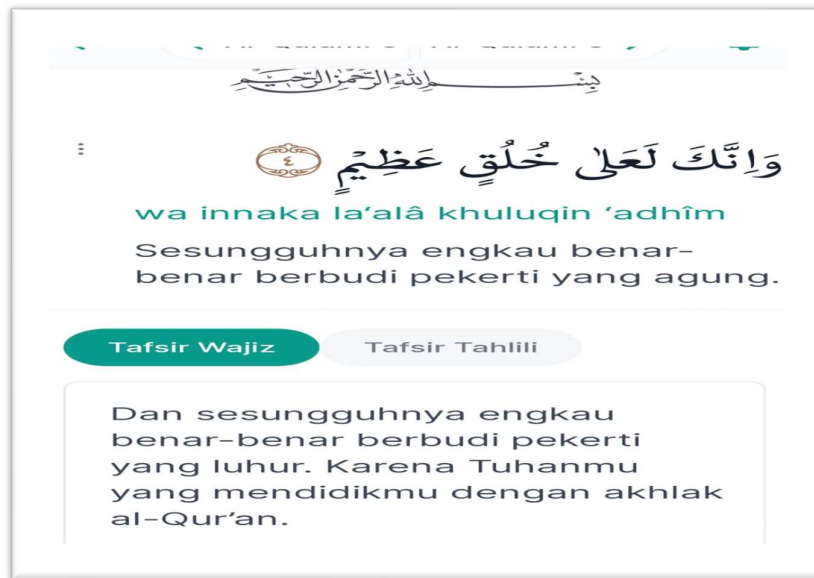 بِسْمِ اللّٰهِ الرَّحْمٰنِ الرَّحِيْمِ
وَاِنَّكَ لَعَلٰى خُلُقٍ عَظِيْمٍ ٤
wa innaka la‘alâ khuluqin ‘adhîm
Sesungguhnya engkau benar-
benar berbudi pekerti yang agung.
Tafsir Wajiz Tafsir Tahlili
Dan sesungguhnya engkau
benar-benar berbudi pekerti
yang luhur. Karena Tuhanmu
yang mendidikmu dengan akhlak
al-Qur’an.